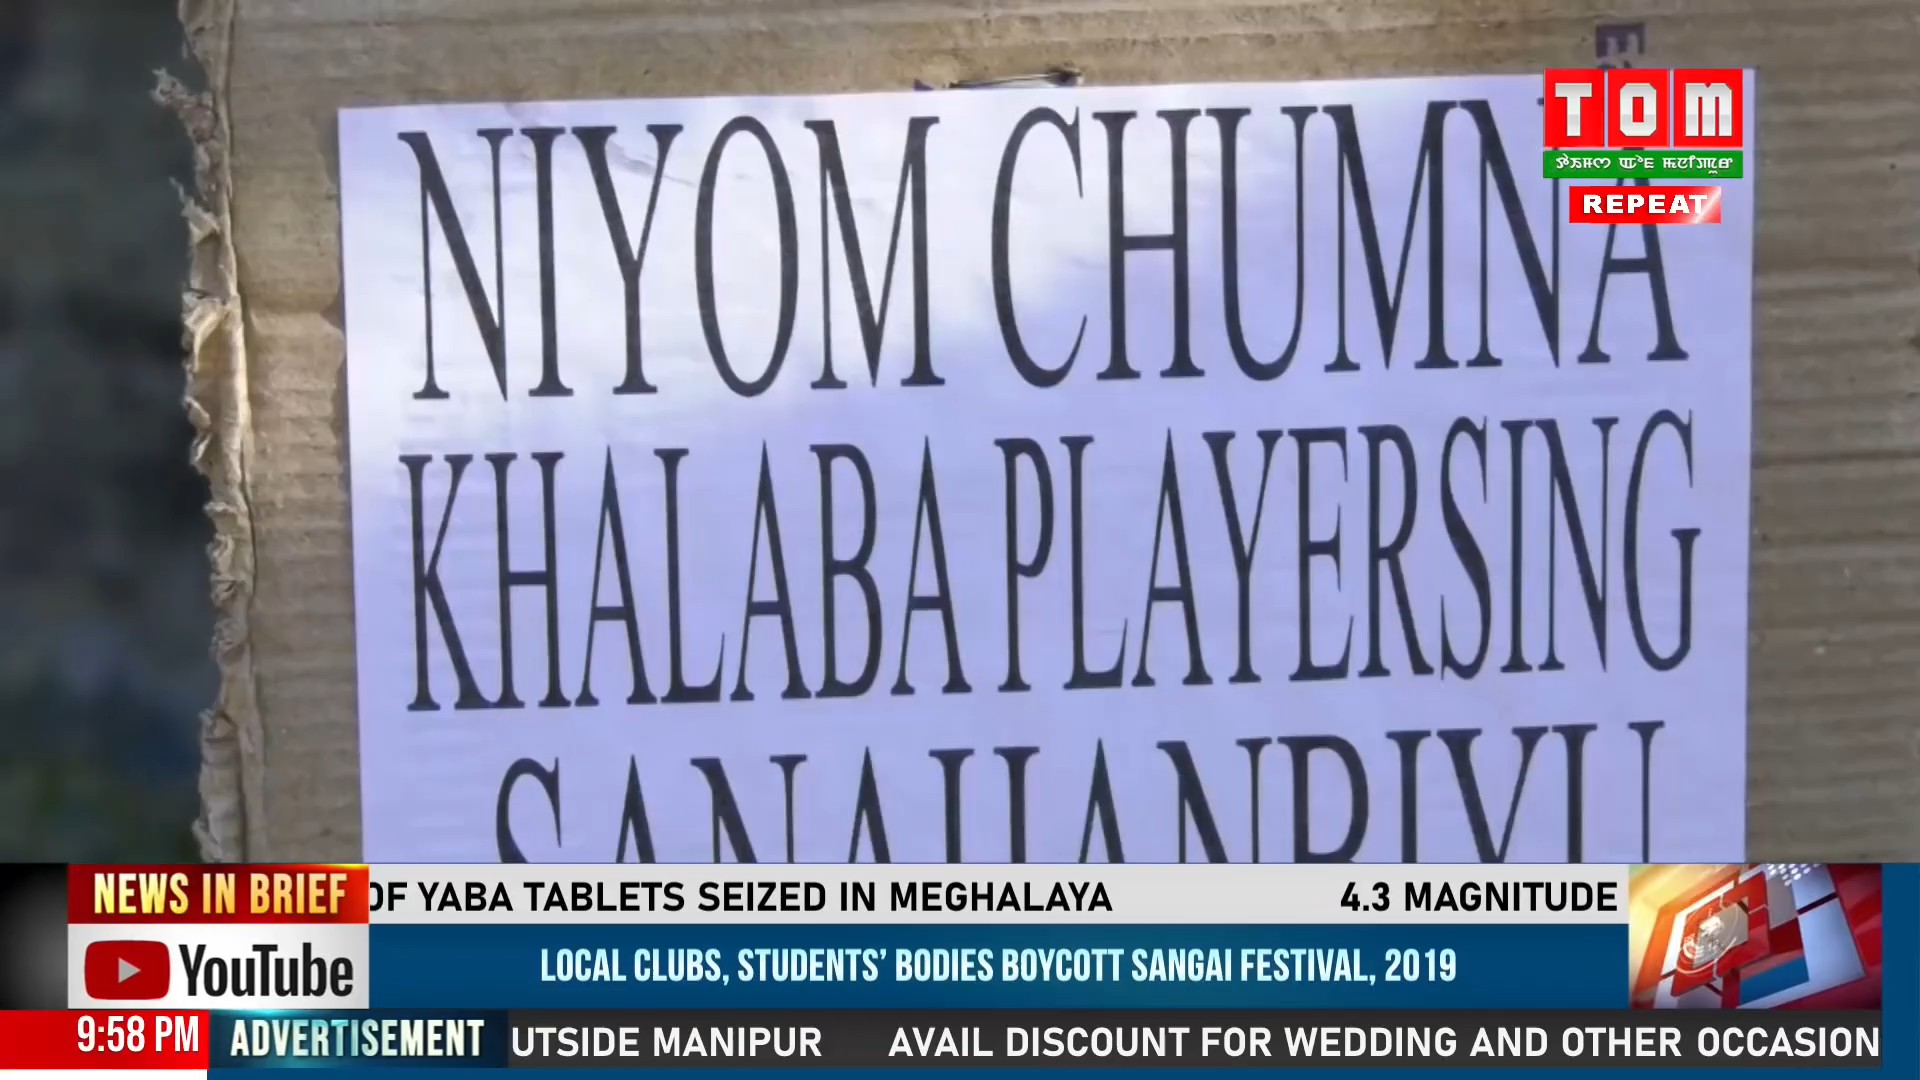 NIYOM CHUMNA
KHALABA PLAYERSING
TOM
REPEAT
NEWS IN BRIEF
OF YABA TABLETS SEIZED IN MEGHALAYA 4.3 MAGNITUDE
YouTube
LOCAL CLUBS, STUDENTS’ BODIES BOYCOTT SANGAI FESTIVAL, 2019
9:58 PM
ADVERTISEMENT
UTSIDE MANIPUR AVAIL DISCOUNT FOR WEDDING AND OTHER OCCASION